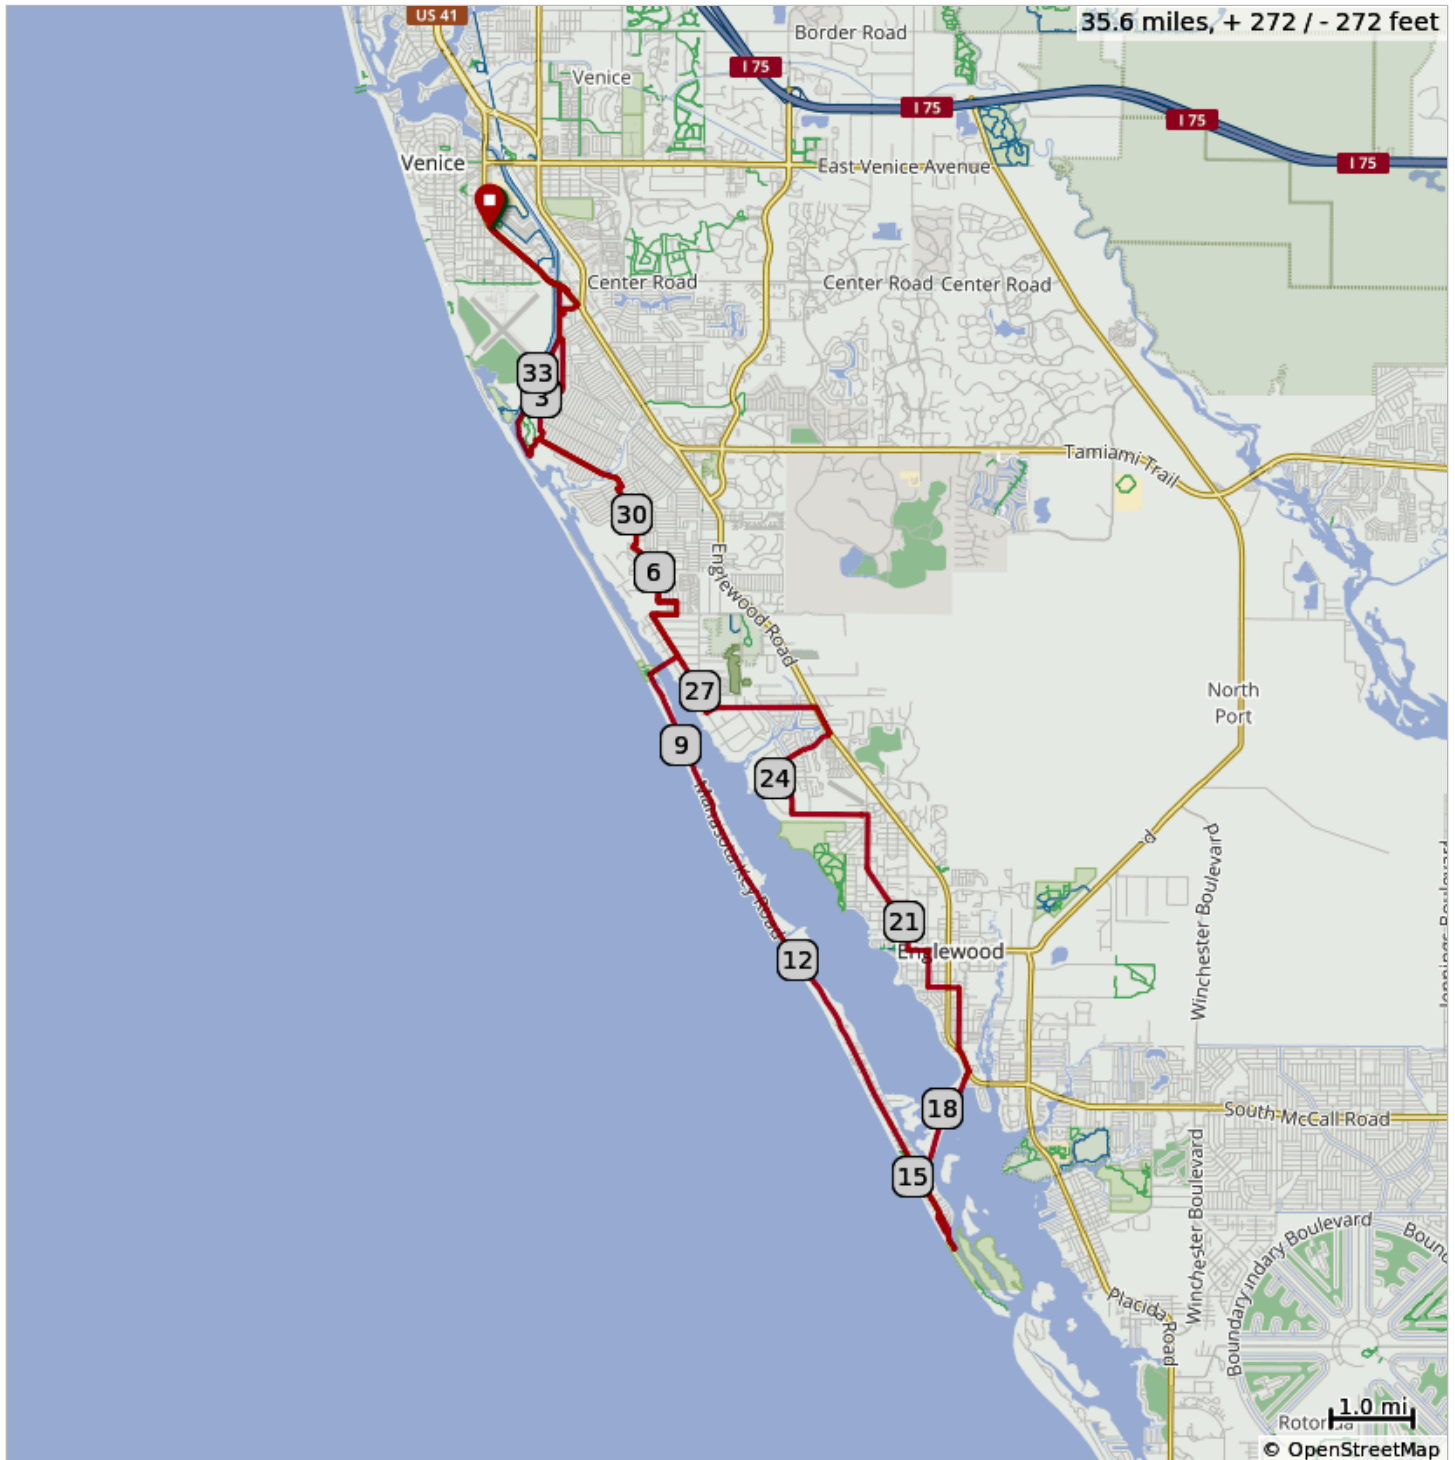 US 41
35.6 miles, + 272 / - 272 feet
Border Road
I 75
Venice
I 75
I 75
Venice
East Venice Avenue
I 75
Center Road
Center Road
Center Road
33
3
Tamiami Trail
30
Englewood Road
6
27
North
Port
9
24
Manasota Key Road
d
Winchester Boulevard
21
Englewood
12
18
South McCall Road
15
Winchester Boulevard
Boundary Boulevard
Placida Road
1.0 mi
© OpenStreetMap